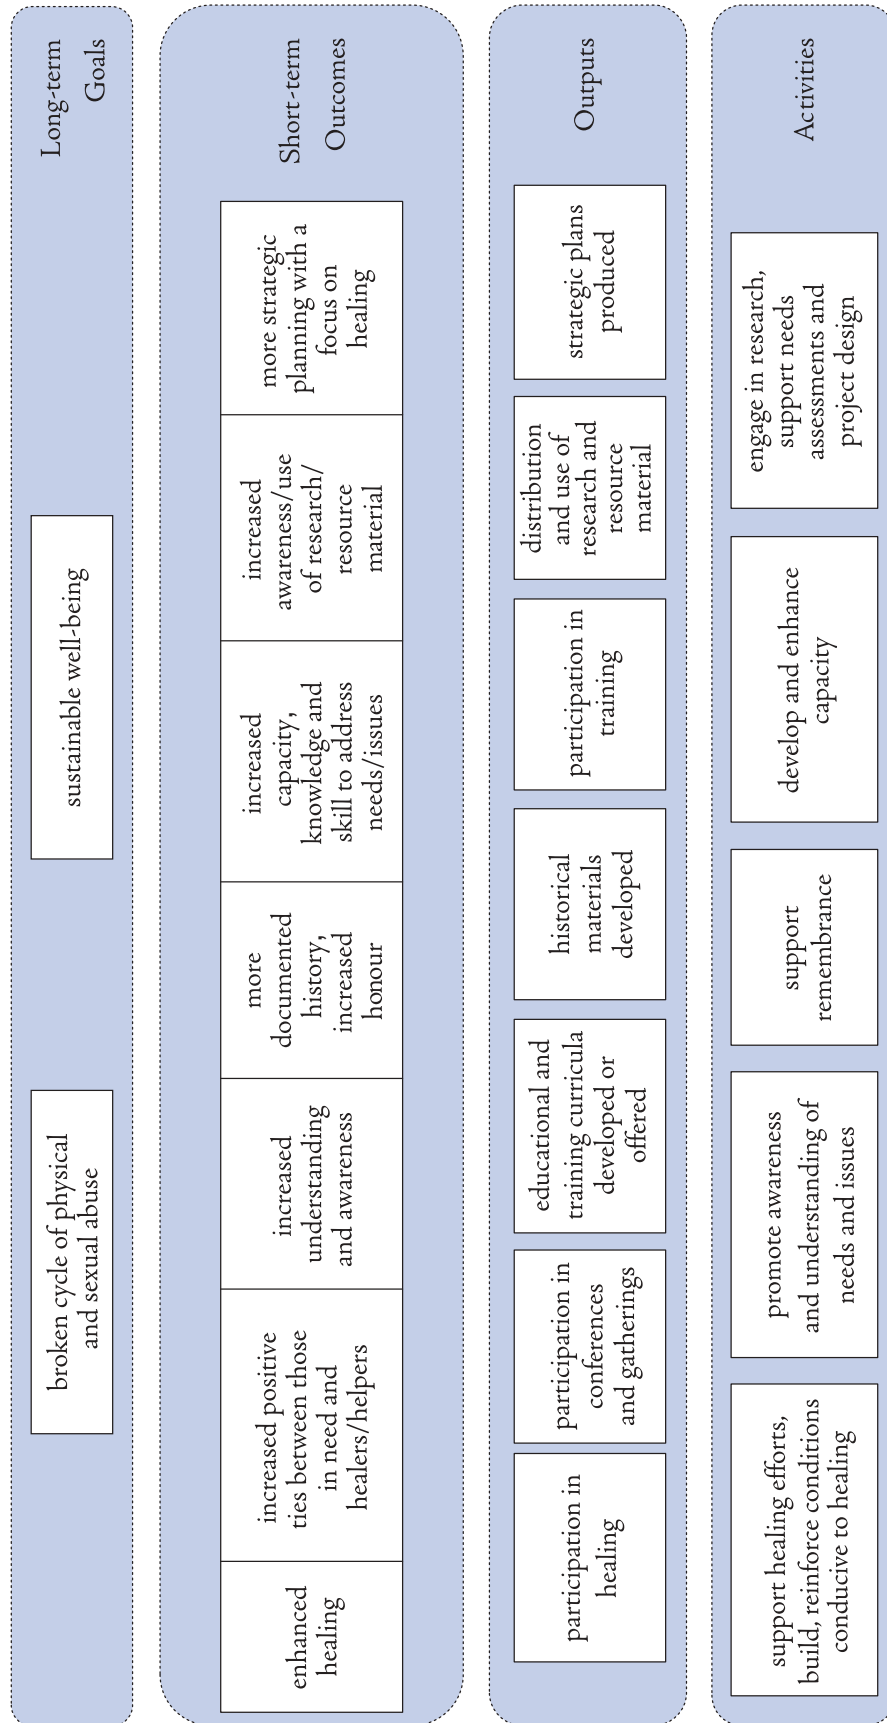 broken cycle of physical
and sexual abuse
sustainable well-being
Long-term
Goals
enhanced
healing
increased positive
ties between those
in need and
healers/helpers
increased
understanding
and awareness
more
documented
history,
increased
honour
increased
capacity,
knowledge and
skill to address
needs/issues
increased
awareness/use
of research/
resource
material
more strategic
planning with a
focus on
healing
Short-term
Outcomes
participation in
healing
participation in
conferences
and gatherings
educational and
training curricula
developed or
offered
historical
materials
developed
participation in
training
distribution
and use of
research and
resource
material
strategic plans
produced
Outputs
support healing efforts,
build, reinforce conditions
conducive to healing
promote awareness
and understanding of
needs and issues
support
remembrance
develop and enhance
capacity
engage in research,
support needs
assessments and
project design
Activities